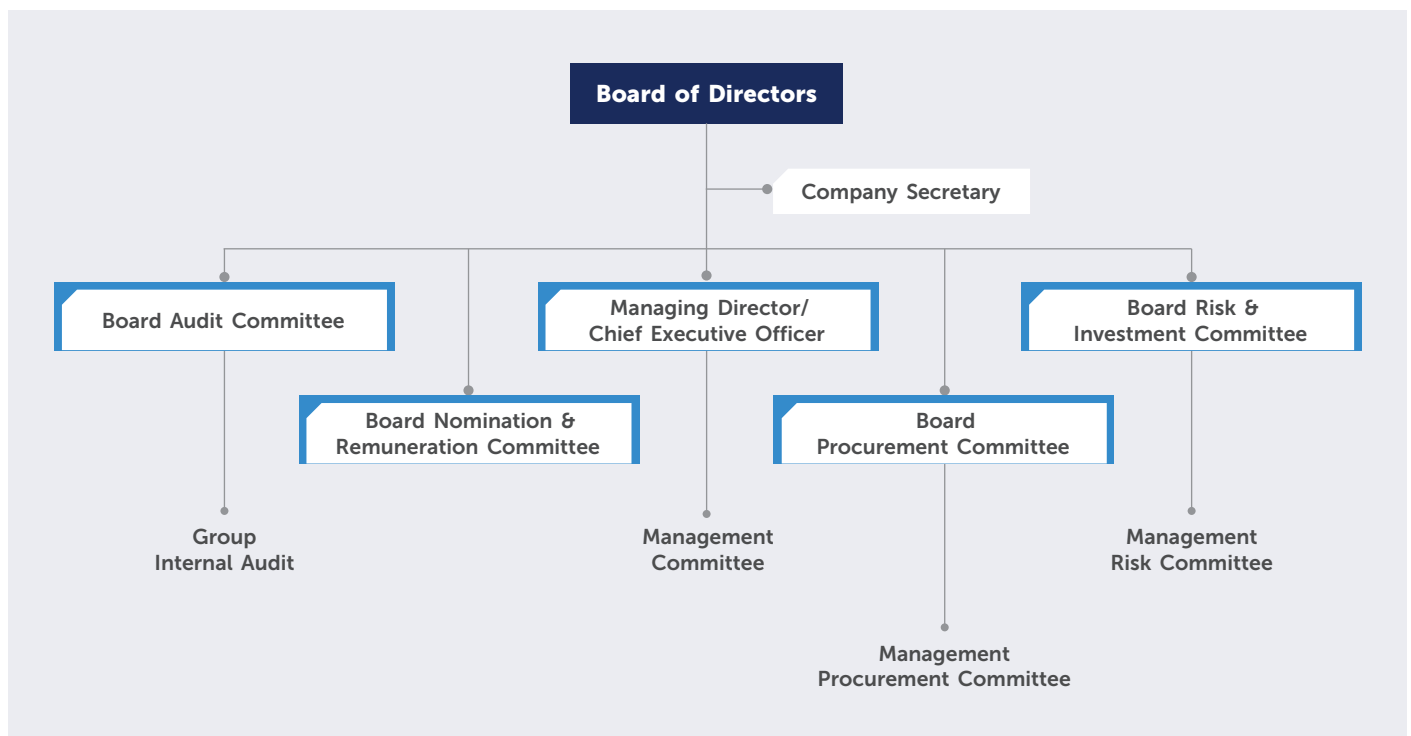 Board of Directors
Company Secretary
Board Audit Committee
Managing Director/
Chief Executive Officer
Board Risk &
Investment Committee
Board Nomination &
Remuneration Committee
Board
Procurement Committee
Group
Internal Audit
Management
Committee
Management
Risk Committee
Management
Procurement Committee